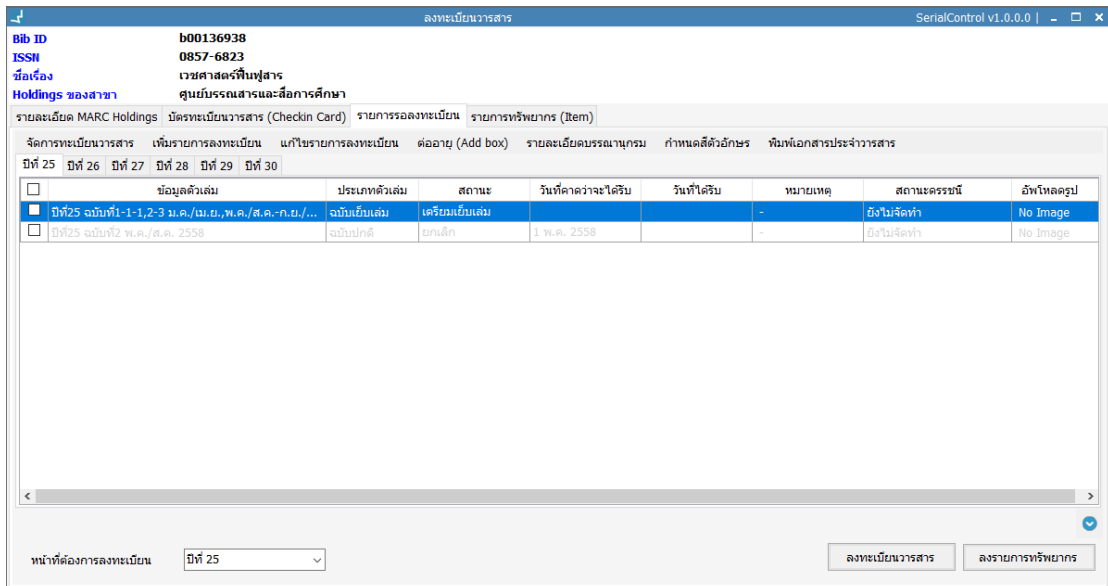 ลงทะเบียนวารสาร SerialControl v1.0.0.0 |
Bib ID b00136938
ISSN 0857-6823
ชื่อเรื่อง เวชศาสตร์ฟื้นฟูสาร
Holdings ของสาขา ศูนย์บรรณสารและสื่อการศึกษา
รายละเอียด MARC Holdings บัตรทะเบียนวารสาร (Checkin Card) รายการรอลงทะเบียน รายการทรัพยากร (Item)
จัดการทะเบียนวารสาร เพิ่มรายการลงทะเบียน แก้ไขรายการลงทะเบียน ต่ออายุ (Add box) รายละเอียดบรรณานุกรม กำหนดสีตัวอักษร พิมพ์เอกสารประจำวารสาร
ปีที่ 25 ปีที่ 26 ปีที่ 27 ปีที่ 28 ปีที่ 29 ปีที่ 30
ข้อมูลตัวเล่ม ประเภทตัวเล่ม สถานะ วันที่คาดว่าจะได้รับ วันที่ได้รับ หมายเหตุ สถานะดรรชนี อัพโหลดรูป
ปีที่25 ฉบับที่1-1-1,2-3 ม.ค./เม.ย.,พ.ค./ส.ค.-ก.ย./... ฉบับเย็บเล่ม เตรียมเย็บเล่ม - ยังไม่จัดทำ No Image
ปีที่25 ฉบับที่2 พ.ค./ส.ค. 2558 ฉบับปกติ ยกเลิก 1 พ.ค. 2558 - ยังไม่จัดทำ No Image
หน้าที่ต้องการลงทะเบียน ปีที่ 25 ลงทะเบียนวารสาร ลงรายการทรัพยากร